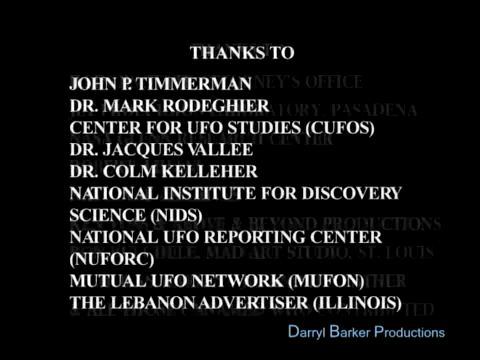 THANKS TO
JOHN P. TIMMERMAN
DR. MARK RODEGHIER
CENTER FOR UFO STUDIES (CUFOS)
DR. JACQUES VALLEE
DR. COLM KELLEHER
NATIONAL INSTITUTE FOR DISCOVERY
SCIENCE (NIDS)
NATIONAL UFO REPORTING CENTER
(NUFORC)
MUTUAL UFO NETWORK (MUFON)
THE LEBANON ADVERTISER (ILLINOIS)
Darryl Barker Productions